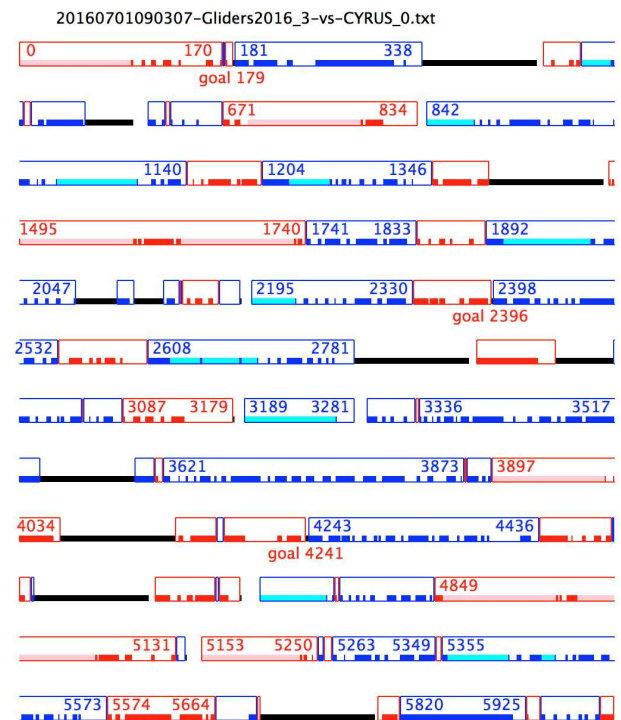 20160701090307-Gliders2016_3-vs-CYRUS_0.txt
0 170 181 338
goal 179
671 834 842
1140 1204 1346
1495 1740 1741 1833 1892
2047 2195 2330 2398
goal 2396
2532 2608 2781
3087 3179 3189 3281 3336 3517
3621 3873 3897
4034 4243 4436
goal 4241
4849
5131 5153 5250 5263 5349 5355
5573 5574 5664 5820 5925